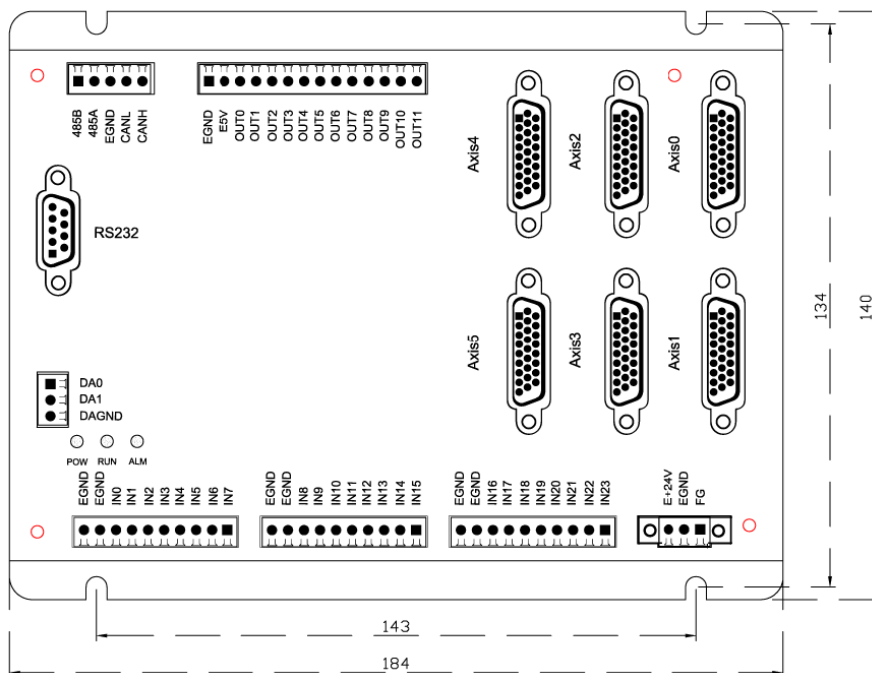 485B
485A
EGND
CANL
CANH
EGND
E5V
OUT0
OUT1
OUT2
OUT3
OUT4
OUT5
OUT6
OUT7
OUT8
OUT9
OUT10
OUT11
Axis4
Axis2
Axis0
RS232
134
140
Axis5
Axis3
Axis1
DA0
DA1
DAGND
POW
RUN
ALM
EGND
EGND
IN0
IN1
IN2
IN3
IN4
IN5
IN6
IN7
EGND
EGND
IN8
IN9
IN10
IN11
IN12
IN13
IN14
IN15
EGND
EGND
IN16
IN17
IN18
IN19
IN20
IN21
IN22
IN23
E+24V
EGND
FG
143
184